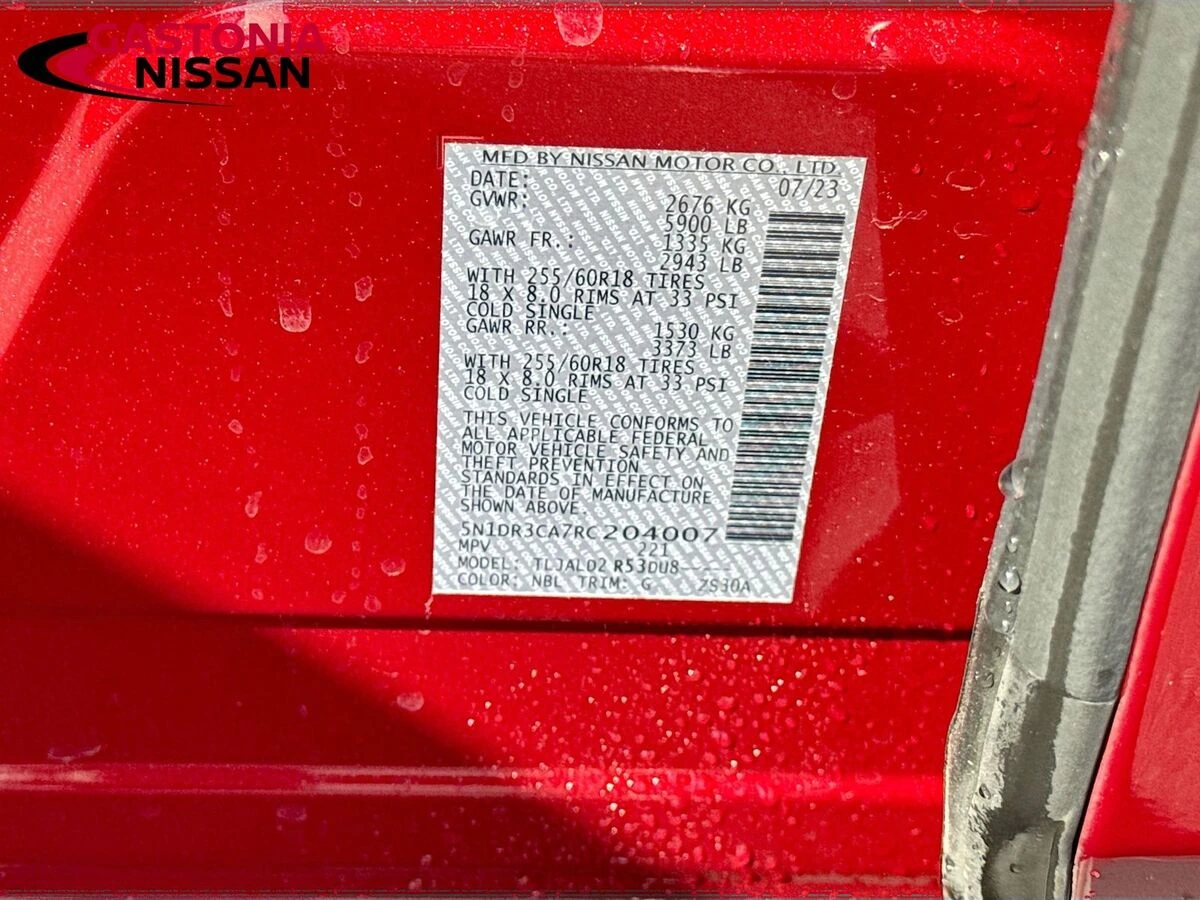 GASTONIA
NISSAN
MFD BY NISSAN MOTOR CO., LTD.
DATE: 07/23
GVWR: 2676 KG
5900 LB
GAWR FR.: 1335 KG
2943 LB
WITH 255/60R18 TIRES
18 X 8.0 RIMS AT 33 PSI
COLD SINGLE
GAWR RR.: 1530 KG
3373 LB
WITH 255/60R18 TIRES
18 X 8.0 RIMS AT 33 PSI
COLD SINGLE
THIS VEHICLE CONFORMS TO
ALL APPLICABLE FEDERAL
MOTOR VEHICLE SAFETY AND
THEFT PREVENTION
STANDARDS IN EFFECT ON
THE DATE OF MANUFACTURE
SHOWN ABOVE.
5N1DR3CA7RC204007
MPV 221
MODEL: TLJALD2 R53DU8-----
COLOR: NBL TRIM: G ZS30A